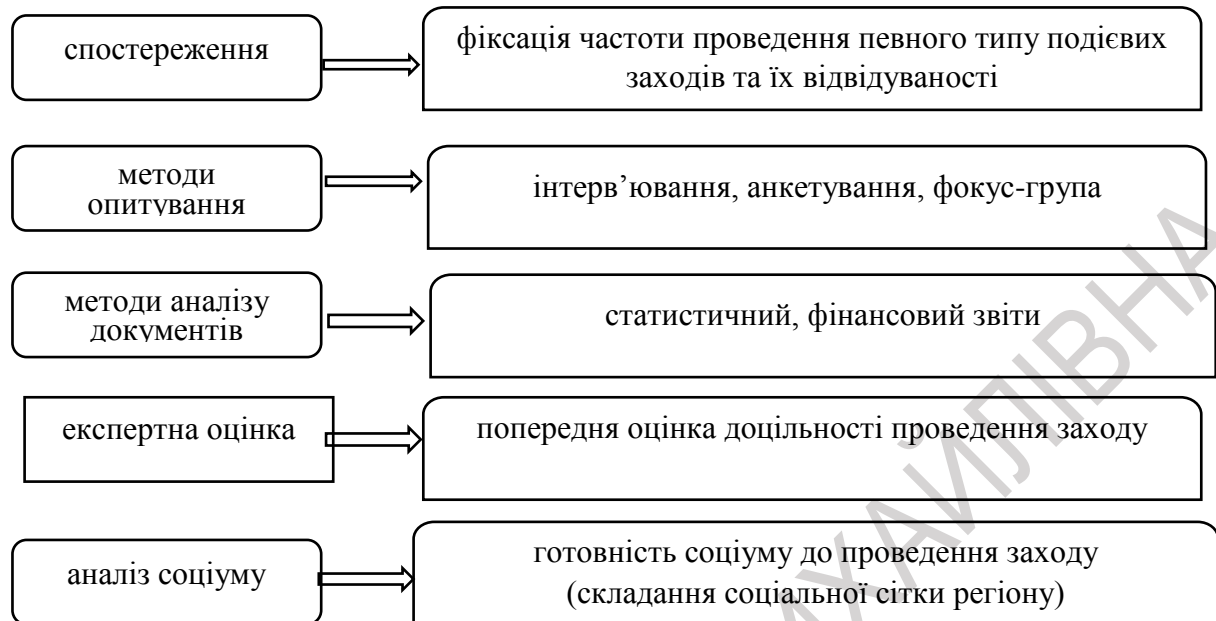 спостереження
фіксація частоти проведення певного типу подієвих
заходів та їх відвідуваності
методи
опитування
інтерв’ювання, анкетування, фокус-група
методи аналізу
документів
статистичний, фінансовий звіти
експертна оцінка
попередня оцінка доцільності проведення заходу
аналіз соціуму
готовність соціуму до проведення заходу
(складання соціальної сітки регіону)
МИХАЙЛІВНА